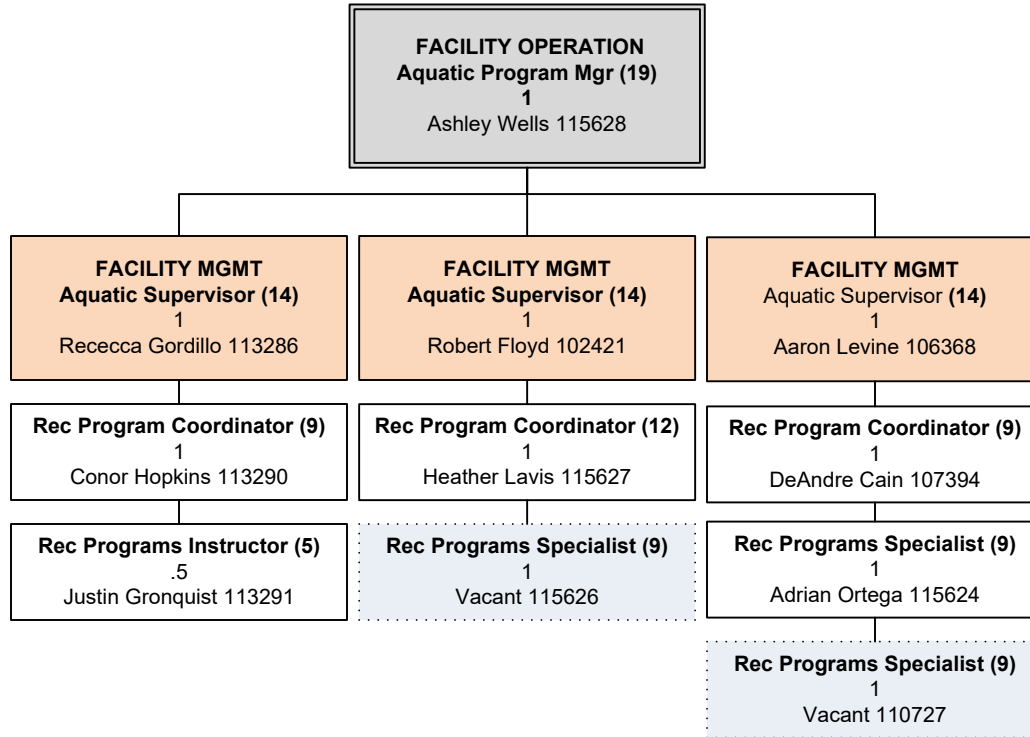 FACILITY OPERATION
Aquatic Program Mgr (19)
1
Ashley Wells 115628
FACILITY MGMT
Aquatic Supervisor (14)
1
Rececca Gordillo 113286
FACILITY MGMT
Aquatic Supervisor (14)
1
Robert Floyd 102421
FACILITY MGMT
Aquatic Supervisor (14)
1
Aaron Levine 106368
Rec Program Coordinator (9)
1
Conor Hopkins 113290
Rec Program Coordinator (12)
1
Heather Lavis 115627
Rec Program Coordinator (9)
1
DeAndre Cain 107394
Rec Programs Instructor (5)
.5
Justin Gronquist 113291
Rec Programs Specialist (9)
1
Vacant 115626
Rec Programs Specialist (9)
1
Adrian Ortega 115624
Rec Programs Specialist (9)
1
Vacant 110727